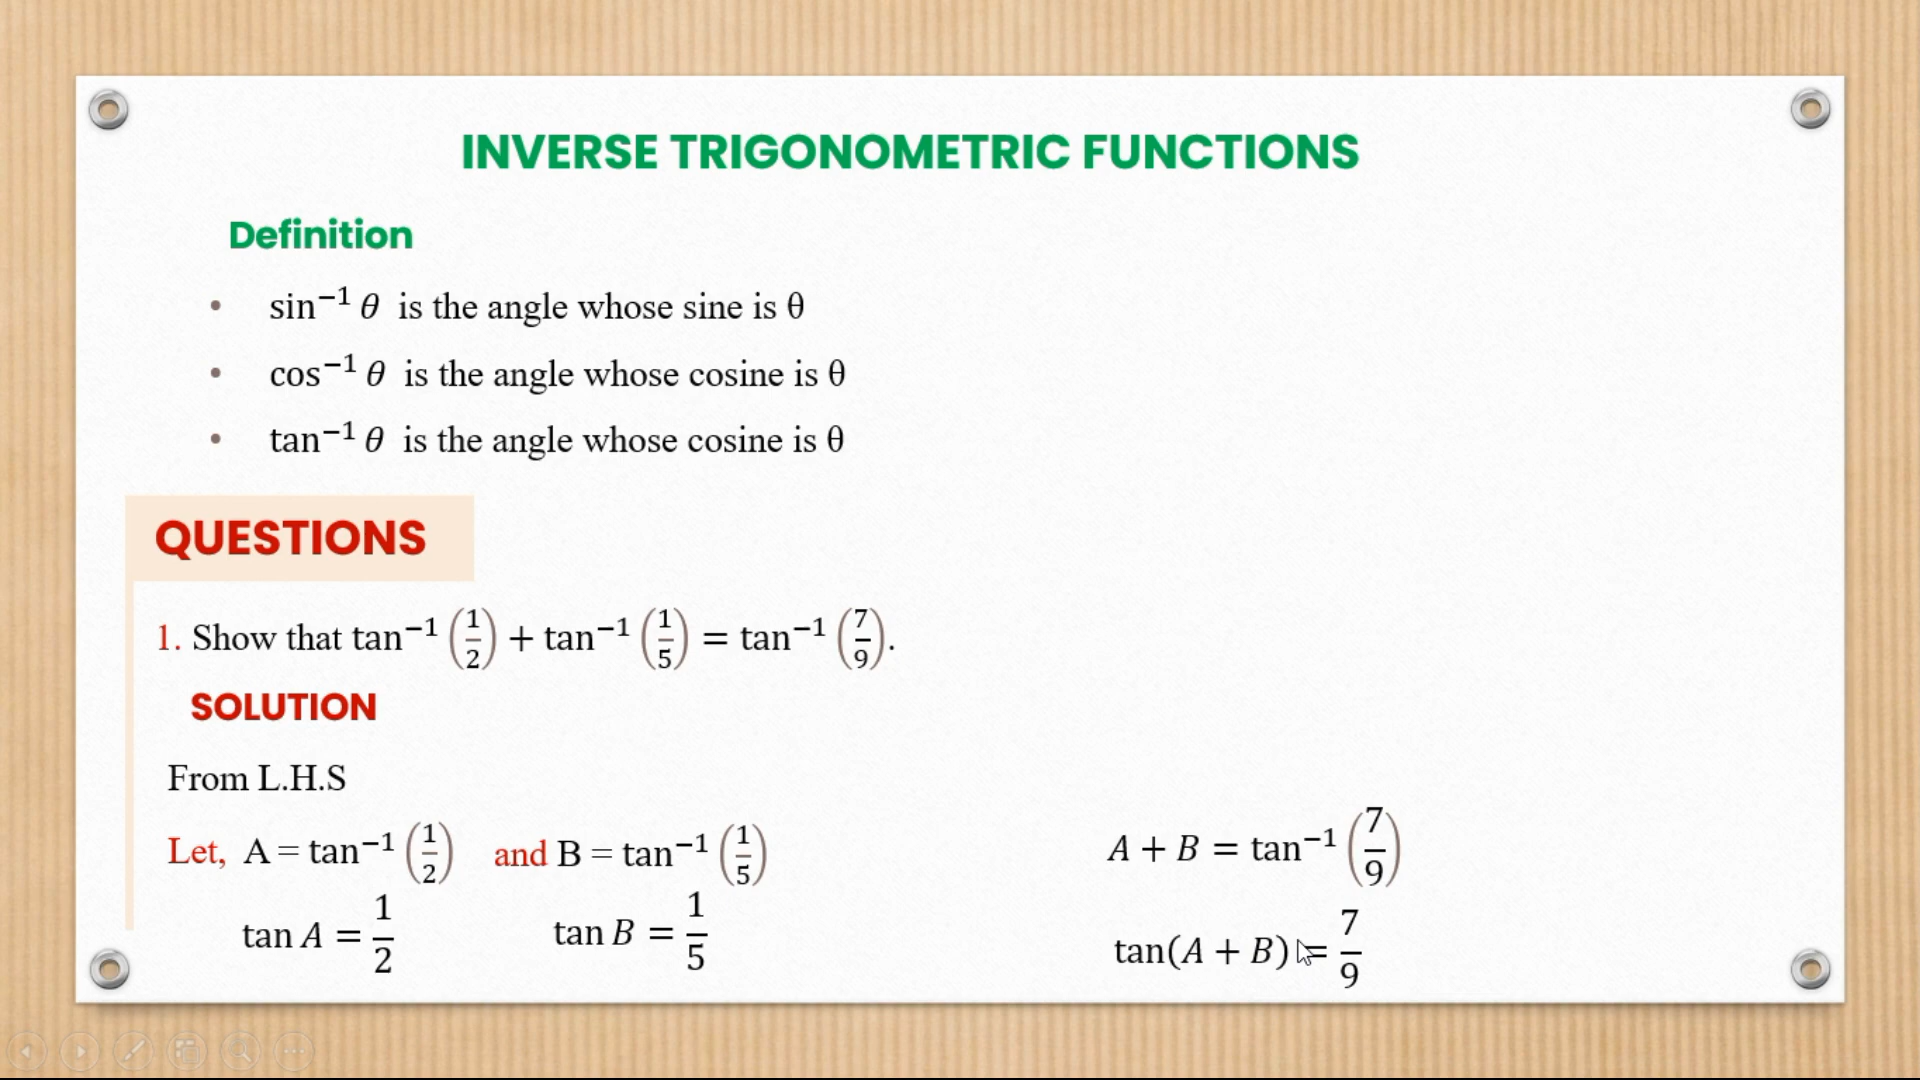 INVERSE TRIGONOMETRIC FUNCTIONS
Definition
• sin⁻¹ θ is the angle whose sine is θ
• cos⁻¹ θ is the angle whose cosine is θ
• tan⁻¹ θ is the angle whose cosine is θ
QUESTIONS
1. Show that tan⁻¹ (1/2) + tan⁻¹ (1/5) = tan⁻¹ (7/9).
SOLUTION
From L.H.S
Let, A = tan⁻¹ (1/2) and B = tan⁻¹ (1/5)
A + B = tan⁻¹ (7/9)
tan A = 1/2
tan B = 1/5
tan(A + B) = 7/9